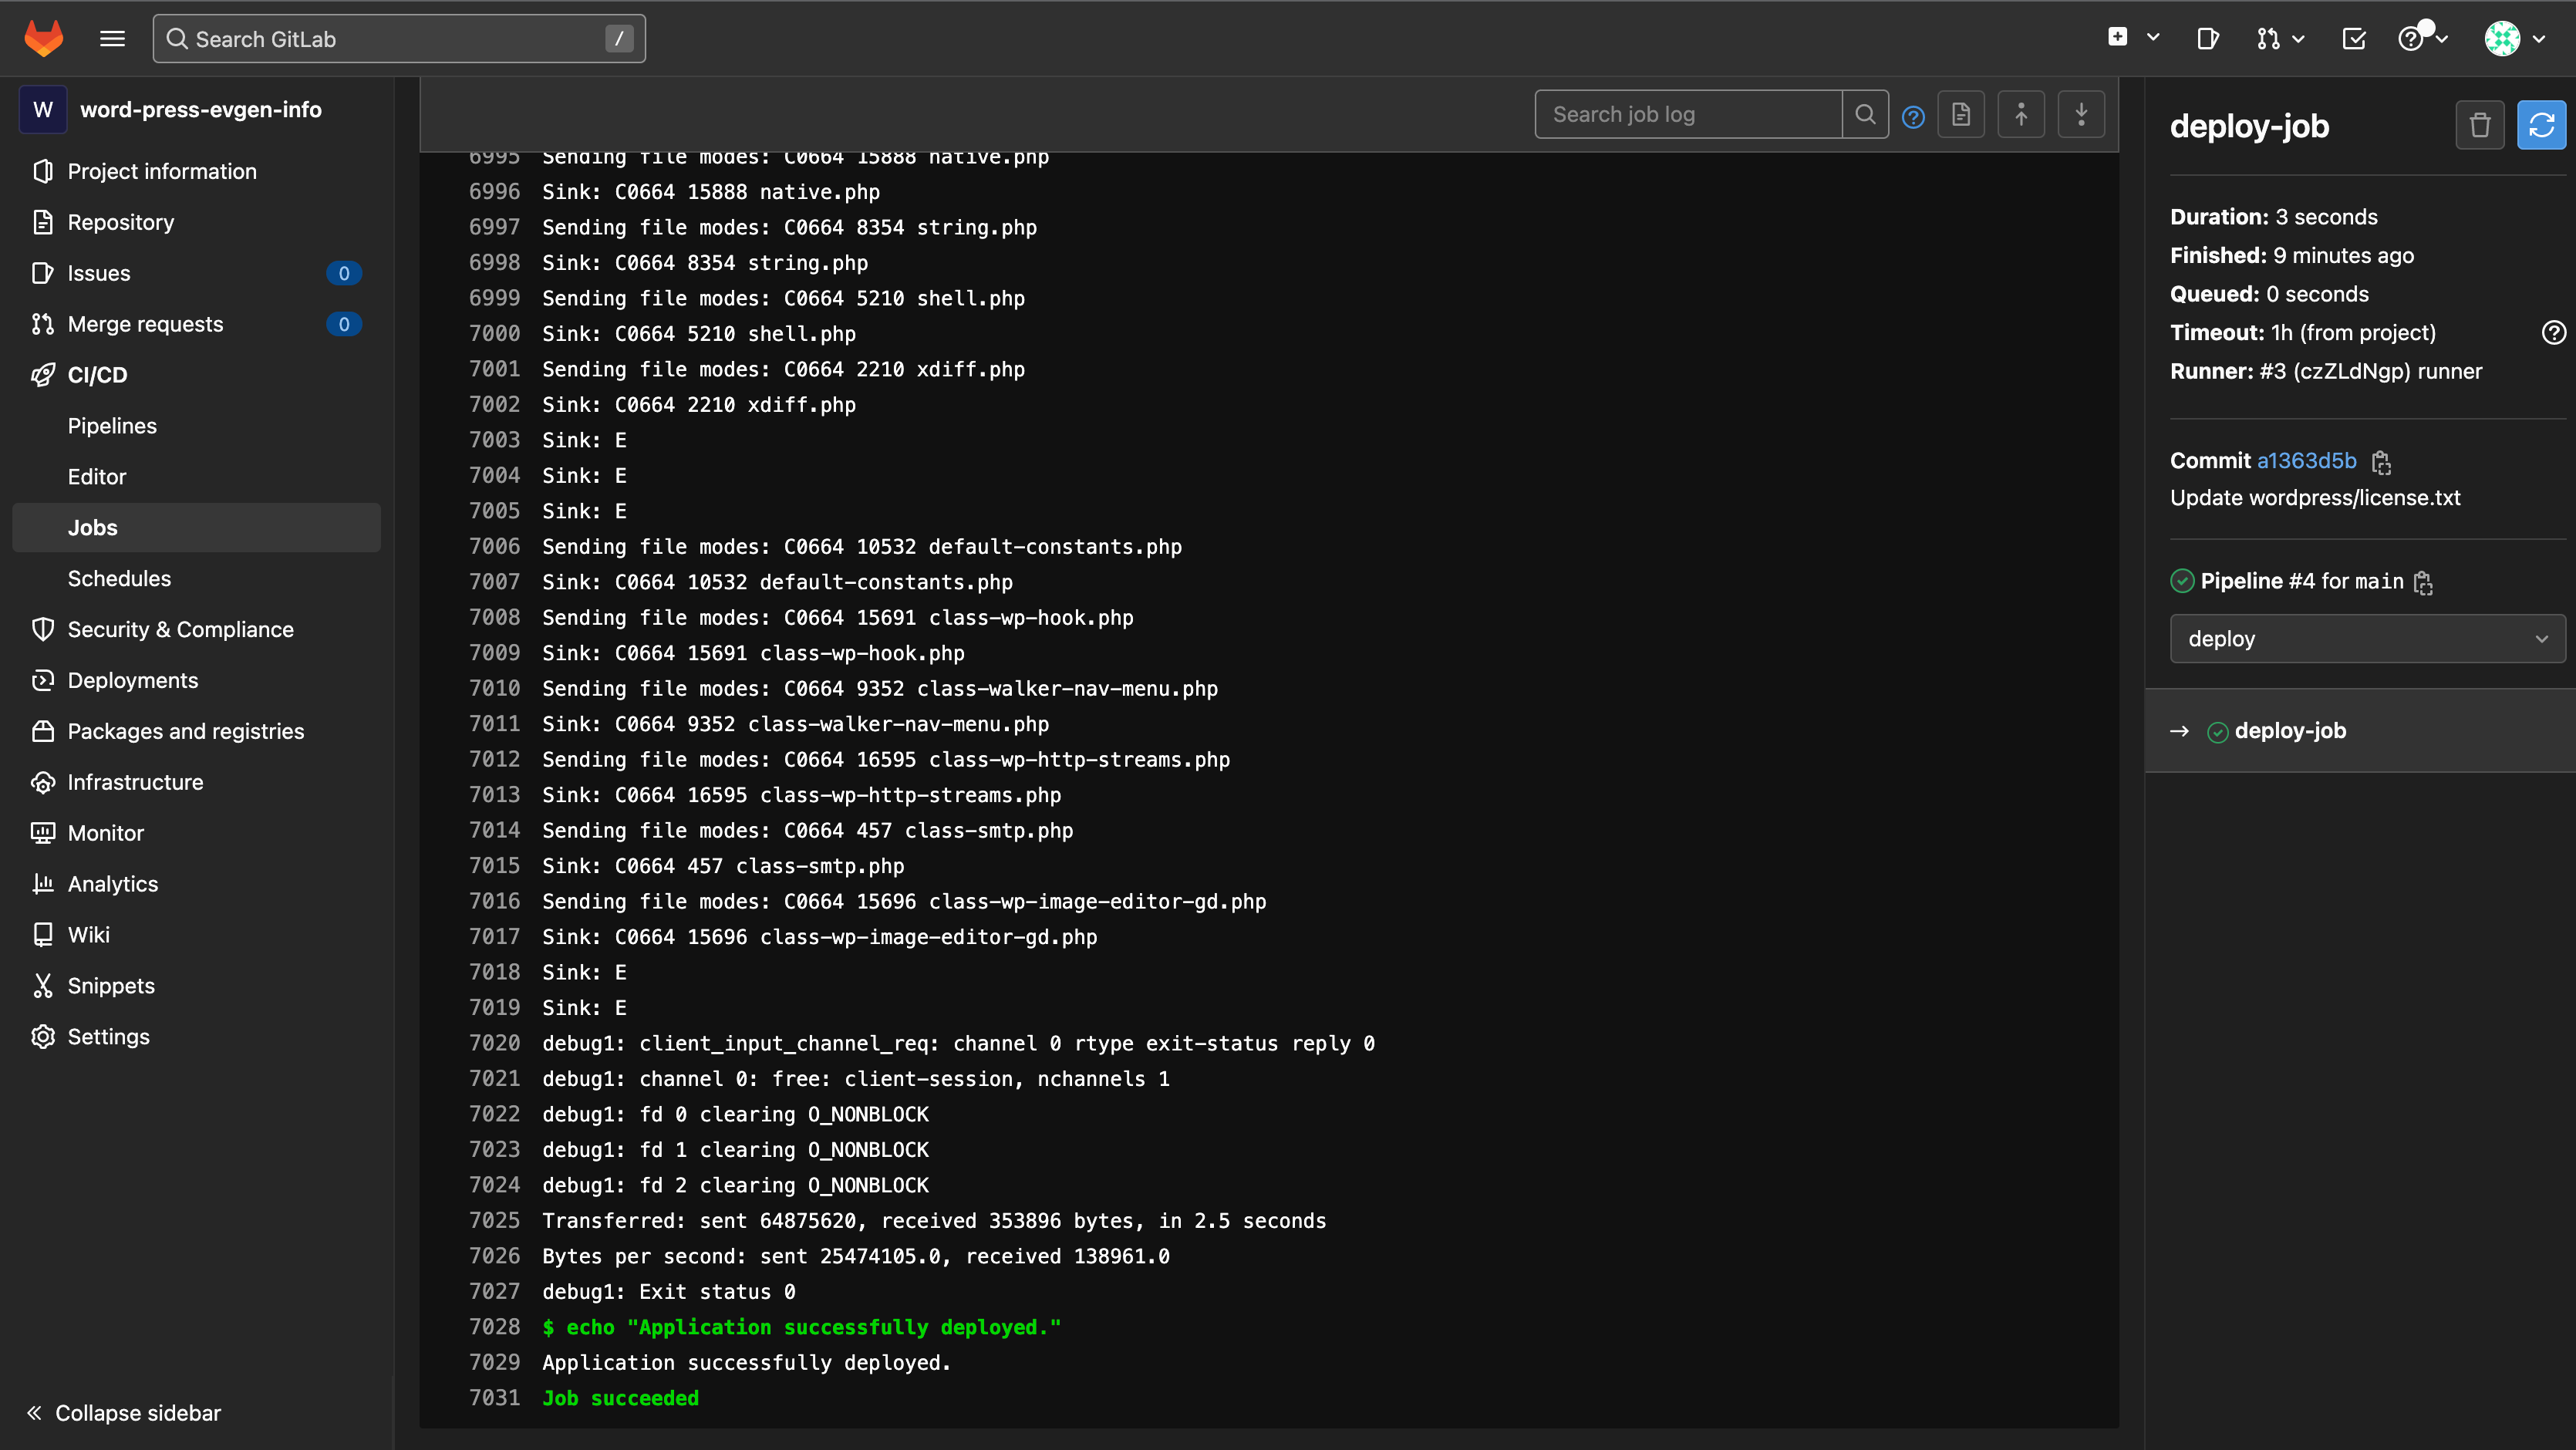 Search GitLab /
W word-press-evgen-info
Project information
Repository
Issues 0
Merge requests 0
CI/CD
Pipelines
Editor
Jobs
Schedules
Security & Compliance
Deployments
Packages and registries
Infrastructure
Monitor
Analytics
Wiki
Snippets
Settings
Collapse sidebar
Search job log
6995 Sending file modes: C0664 15888 native.php
6996 Sink: C0664 15888 native.php
6997 Sending file modes: C0664 8354 string.php
6998 Sink: C0664 8354 string.php
6999 Sending file modes: C0664 5210 shell.php
7000 Sink: C0664 5210 shell.php
7001 Sending file modes: C0664 2210 xdiff.php
7002 Sink: C0664 2210 xdiff.php
7003 Sink: E
7004 Sink: E
7005 Sink: E
7006 Sending file modes: C0664 10532 default-constants.php
7007 Sink: C0664 10532 default-constants.php
7008 Sending file modes: C0664 15691 class-wp-hook.php
7009 Sink: C0664 15691 class-wp-hook.php
7010 Sending file modes: C0664 9352 class-walker-nav-menu.php
7011 Sink: C0664 9352 class-walker-nav-menu.php
7012 Sending file modes: C0664 16595 class-wp-http-streams.php
7013 Sink: C0664 16595 class-wp-http-streams.php
7014 Sending file modes: C0664 457 class-smtp.php
7015 Sink: C0664 457 class-smtp.php
7016 Sending file modes: C0664 15696 class-wp-image-editor-gd.php
7017 Sink: C0664 15696 class-wp-image-editor-gd.php
7018 Sink: E
7019 Sink: E
7020 debug1: client_input_channel_req: channel 0 rtype exit-status reply 0
7021 debug1: channel 0: free: client-session, nchannels 1
7022 debug1: fd 0 clearing O_NONBLOCK
7023 debug1: fd 1 clearing O_NONBLOCK
7024 debug1: fd 2 clearing O_NONBLOCK
7025 Transferred: sent 64875620, received 353896 bytes, in 2.5 seconds
7026 Bytes per second: sent 25474105.0, received 138961.0
7027 debug1: Exit status 0
7028 $ echo "Application successfully deployed."
7029 Application successfully deployed.
7031 Job succeeded
deploy-job
Duration: 3 seconds
Finished: 9 minutes ago
Queued: 0 seconds
Timeout: 1h (from project)
Runner: #3 (czZLdNgp) runner
Commit a1363d5b
Update wordpress/license.txt
Pipeline #4 for main
deploy
→ deploy-job